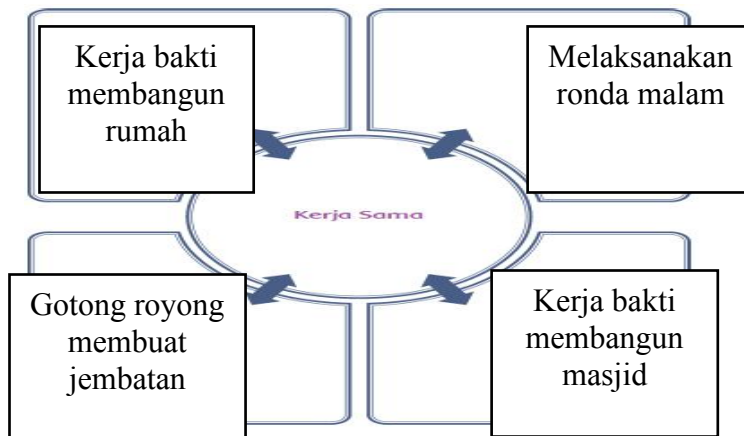 Kerja bakti
membangun
rumah
Melaksanakan
ronda malam
Kerja Sama
Gotong royong
membuat
jembatan
Kerja bakti
membangun
masjid